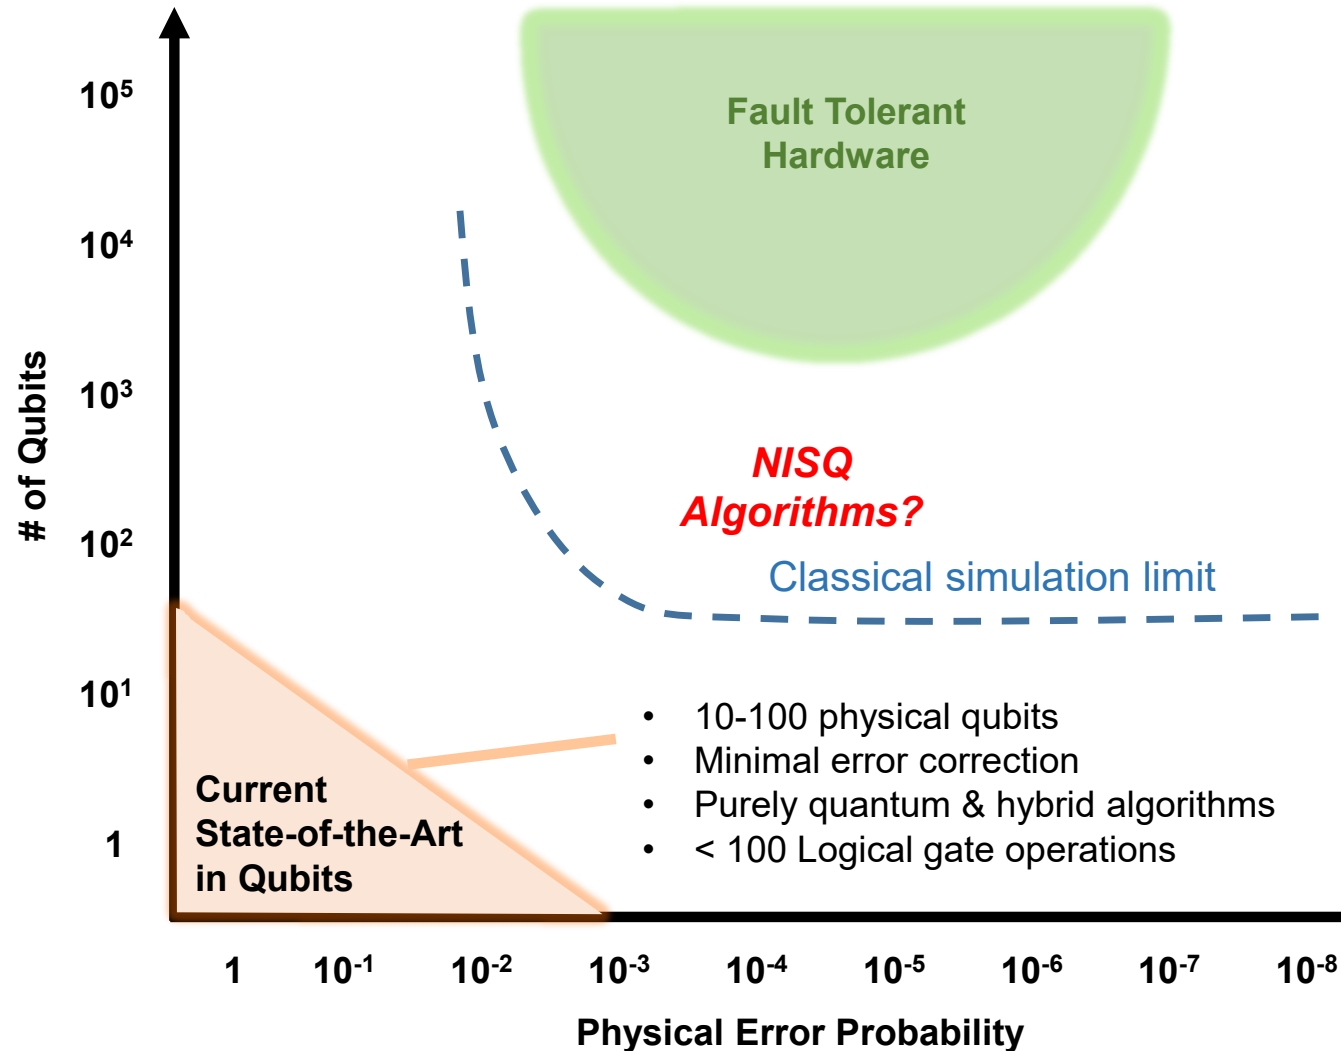 10⁵
Fault Tolerant
Hardware
10⁴
# of Qubits
10³
NISQ
Algorithms?
10²
Classical simulation limit
10¹
• 10-100 physical qubits
• Minimal error correction
• Purely quantum & hybrid algorithms
• < 100 Logical gate operations
Current
State-of-the-Art
in Qubits
1
1 10⁻¹ 10⁻² 10⁻³ 10⁻⁴ 10⁻⁵ 10⁻⁶ 10⁻⁷ 10⁻⁸
Physical Error Probability